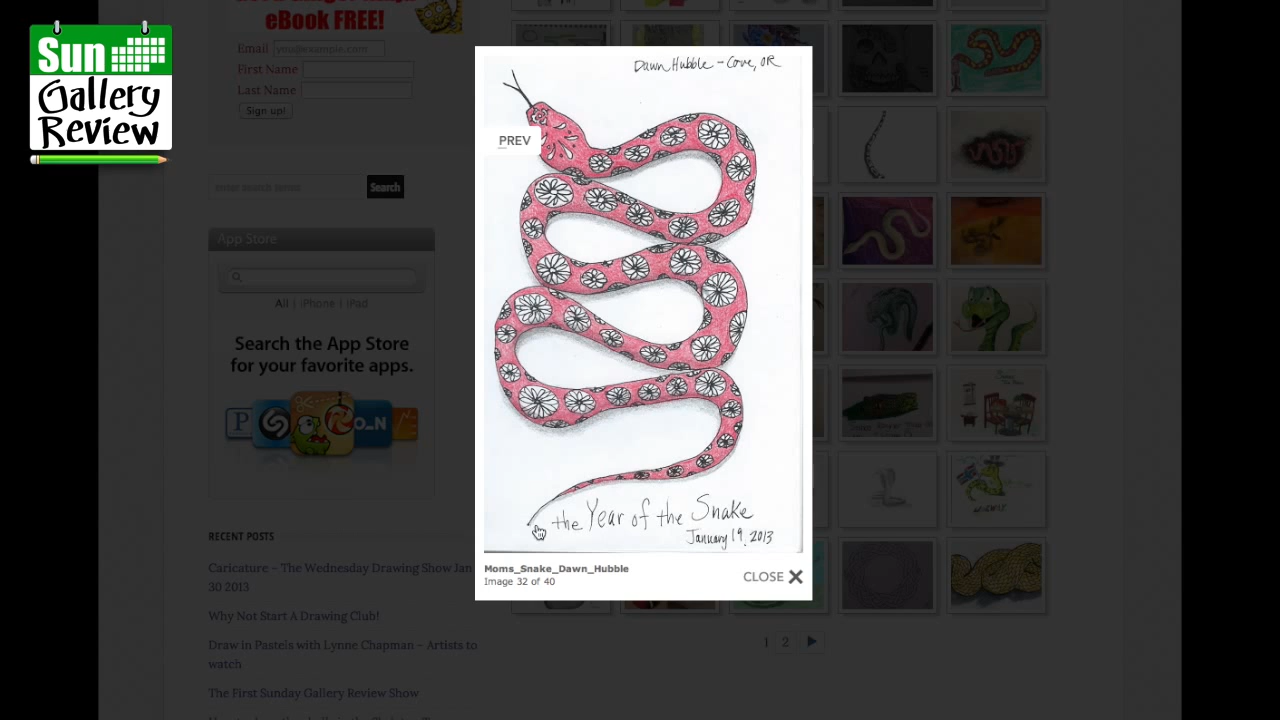 Sun
Gallery
Review
eBook FREE!
Email you@example.com
First Name
Last Name
Sign up!
enter search terms Search
App Store
All | iPhone | iPad
Search the App Store
for your favorite apps.
RECENT POSTS
Caricature – The Wednesday Drawing Show Jan
30 2013
Why Not Start A Drawing Club!
Draw in Pastels with Lynne Chapman – Artists to
watch
The First Sunday Gallery Review Show
Dawn Hubble - Cove, OR
PREV
the Year of the Snake
January 19, 2013
Moms_Snake_Dawn_Hubble
Image 32 of 40
CLOSE
1 2